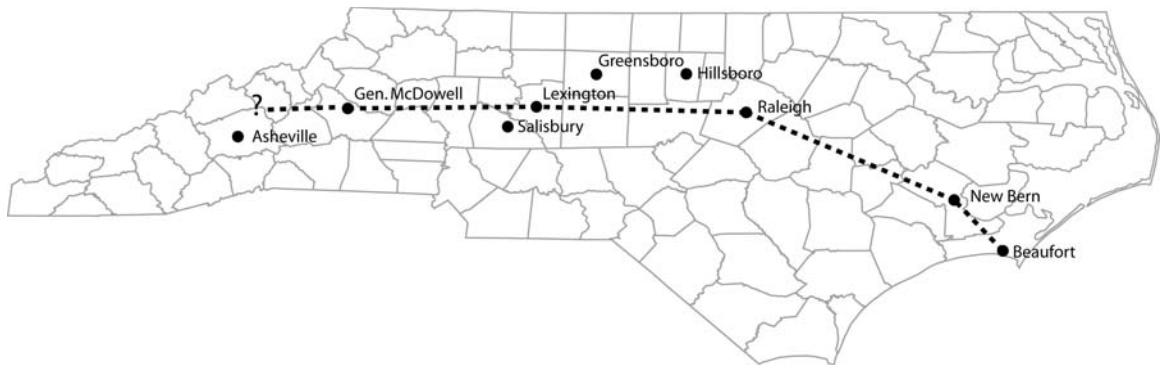 Greensboro
Hillsboro
Gen. McDowell
Lexington
?
Raleigh
Salisbury
Asheville
New Bern
Beaufort